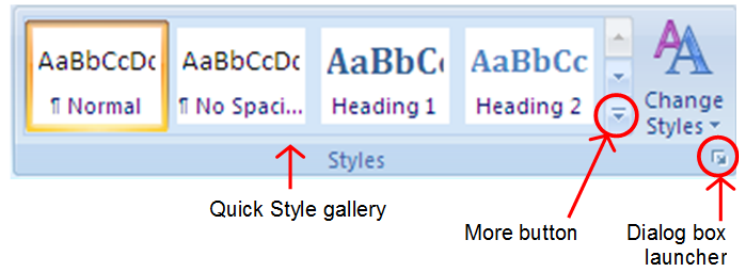 AaBbCcDc AaBbCcDc AaBbC AaBbCc
¶ Normal ¶ No Spaci... Heading 1 Heading 2
Change
Styles
Styles
Quick Style gallery
More button
Dialog box
launcher